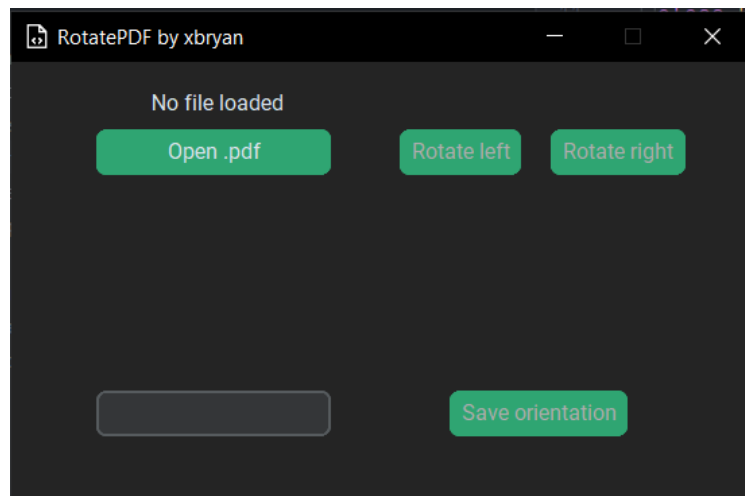 RotatePDF by xbryan
No file loaded
Open .pdf
Rotate left
Rotate right
Save orientation